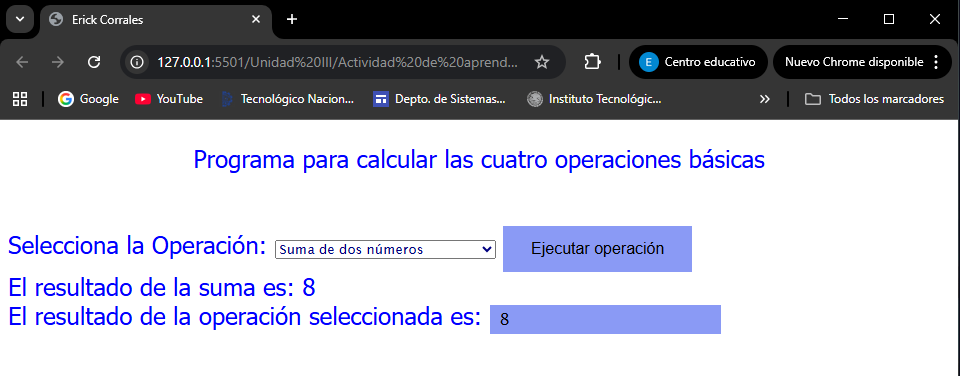 Erick Corrales
127.0.0.1:5501/Unidad%20III/Actividad%20de%20aprend...
E Centro educativo
Nuevo Chrome disponible
Google
YouTube
Tecnológico Nacion...
Depto. de Sistemas...
Instituto Tecnológic...
Todos los marcadores
Programa para calcular las cuatro operaciones básicas
Selecciona la Operación: Suma de dos números Ejecutar operación
El resultado de la suma es: 8
El resultado de la operación seleccionada es: 8